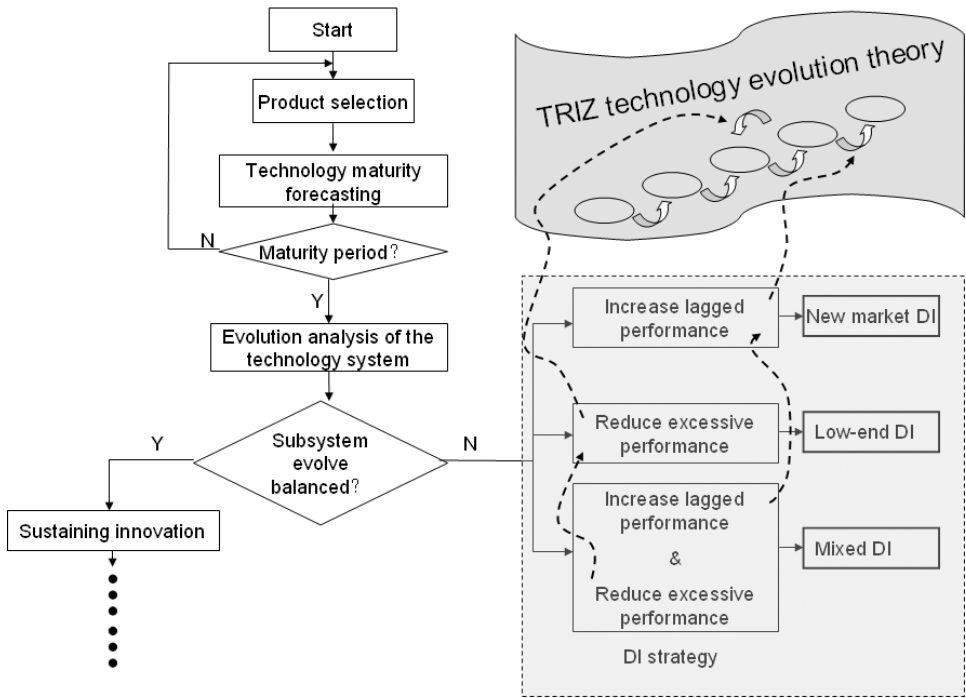 Start
Product selection
Technology maturity
forecasting
Maturity period?
N
Y
Evolution analysis of the
technology system
Subsystem
evolve
balanced?
Y
N
Sustaining innovation
TRIZ technology evolution theory
Increase lagged
performance
New market DI
Reduce excessive
performance
Low-end DI
Increase lagged
performance
&
Reduce excessive
performance
Mixed DI
DI strategy